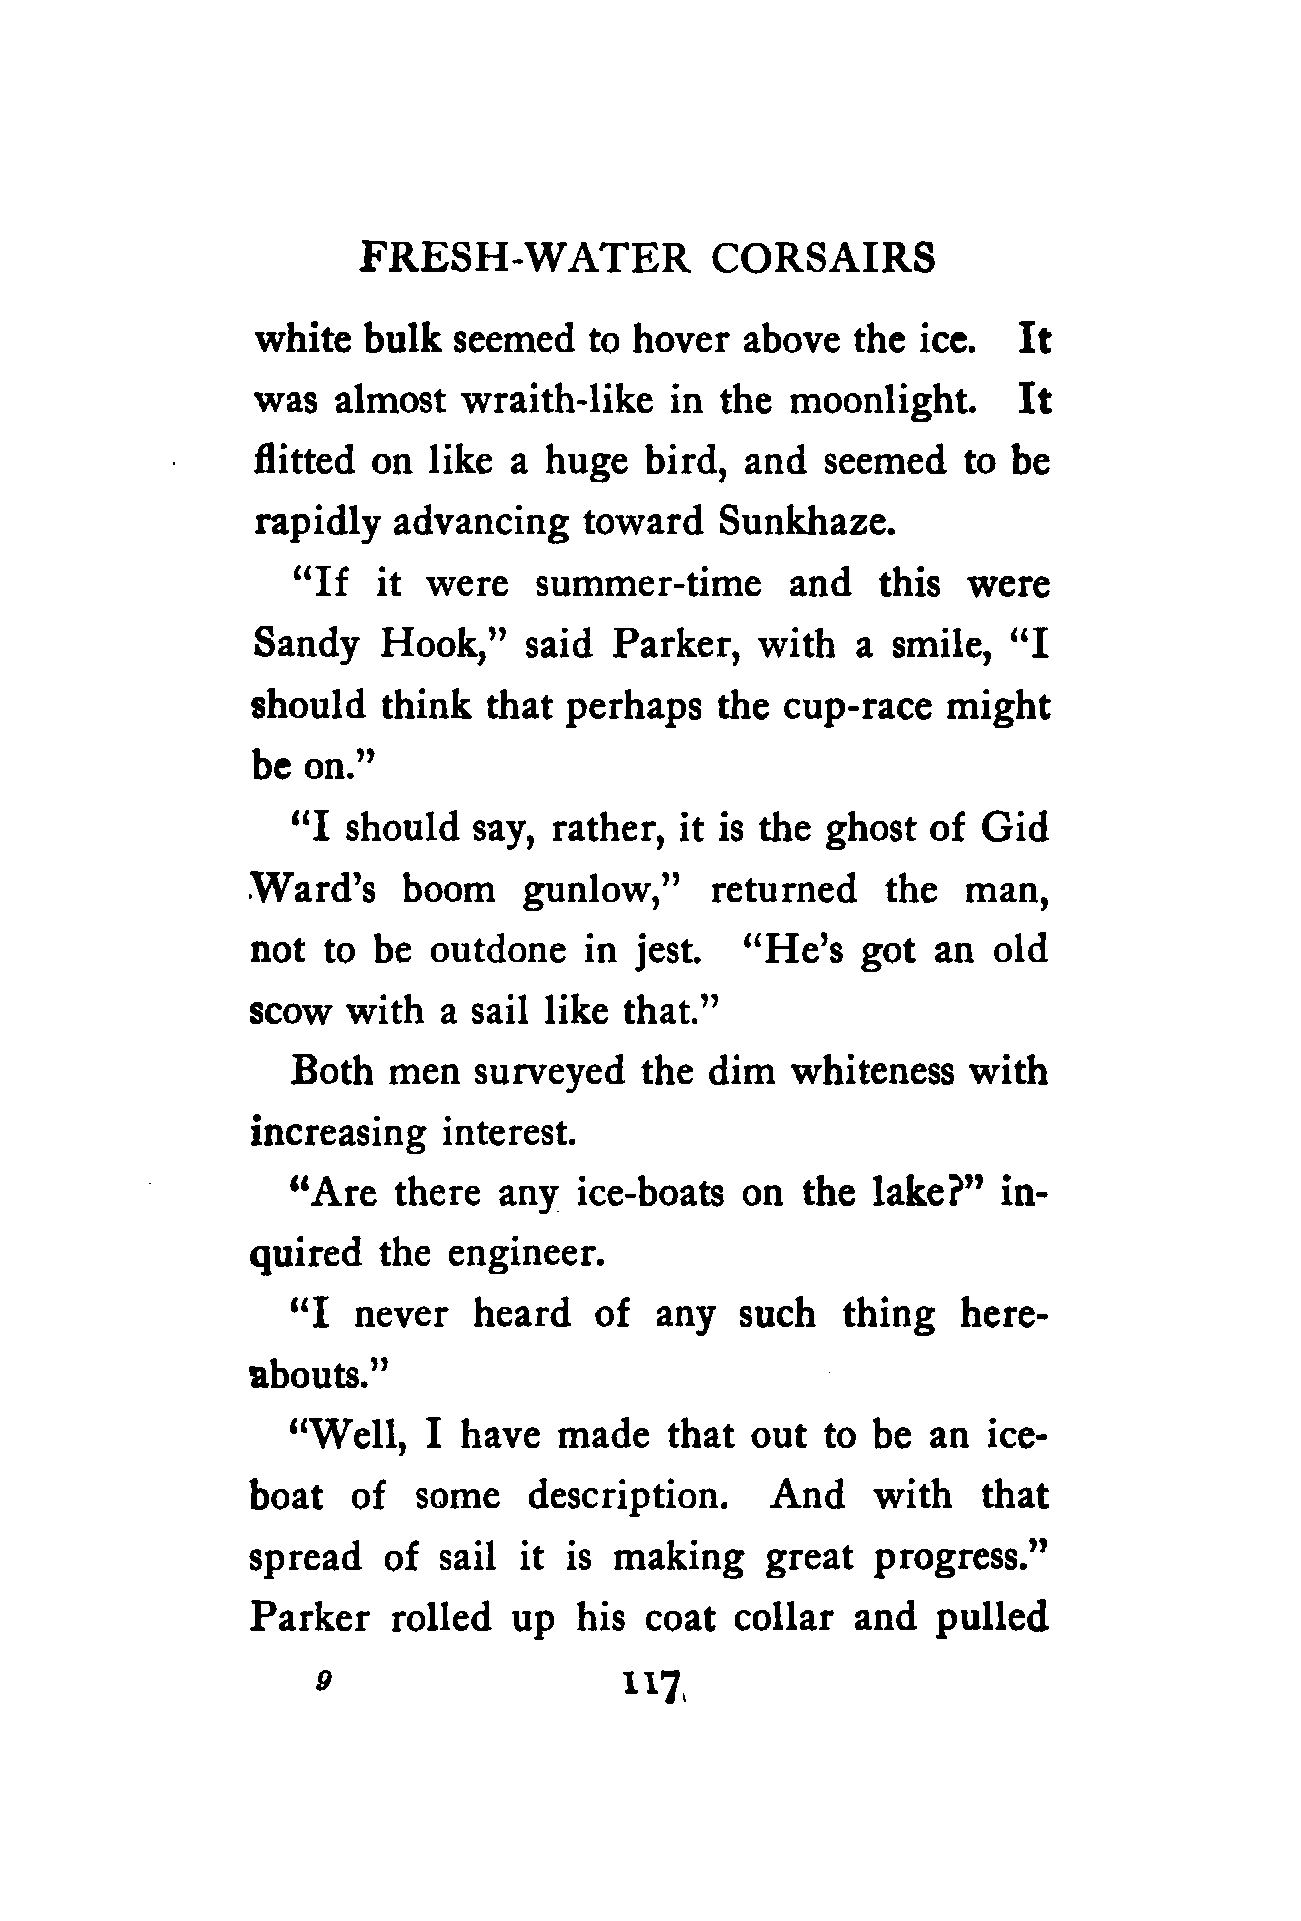 FRESH-WATER CORSAIRS
white bulk seemed to hover above the ice. It
was almost wraith-like in the moonlight. It
flitted on like a huge bird, and seemed to be
rapidly advancing toward Sunkhaze.
“If it were summer-time and this were
Sandy Hook,” said Parker, with a smile, “I
should think that perhaps the cup-race might
be on.”
“I should say, rather, it is the ghost of Gid
Ward’s boom gunlow,” returned the man,
not to be outdone in jest. “He’s got an old
scow with a sail like that.”
Both men surveyed the dim whiteness with
increasing interest.
“Are there any ice-boats on the lake?” in-
quired the engineer.
“I never heard of any such thing here-
abouts.”
“Well, I have made that out to be an ice-
boat of some description. And with that
spread of sail it is making great progress.”
Parker rolled up his coat collar and pulled
9 117